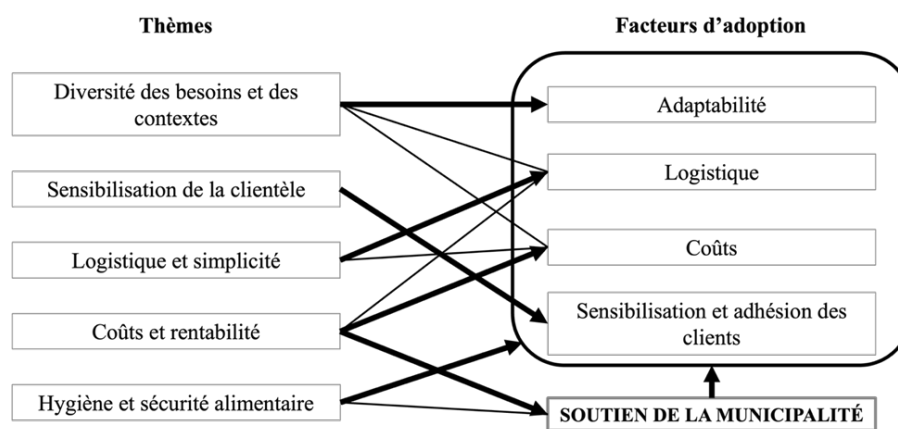 Thèmes
Diversité des besoins et des
contextes
Sensibilisation de la clientèle
Logistique et simplicité
Coûts et rentabilité
Hygiène et sécurité alimentaire
Facteurs d’adoption
Adaptabilité
Logistique
Coûts
Sensibilisation et adhésion des
clients
SOUTIEN DE LA MUNICIPALITÉ